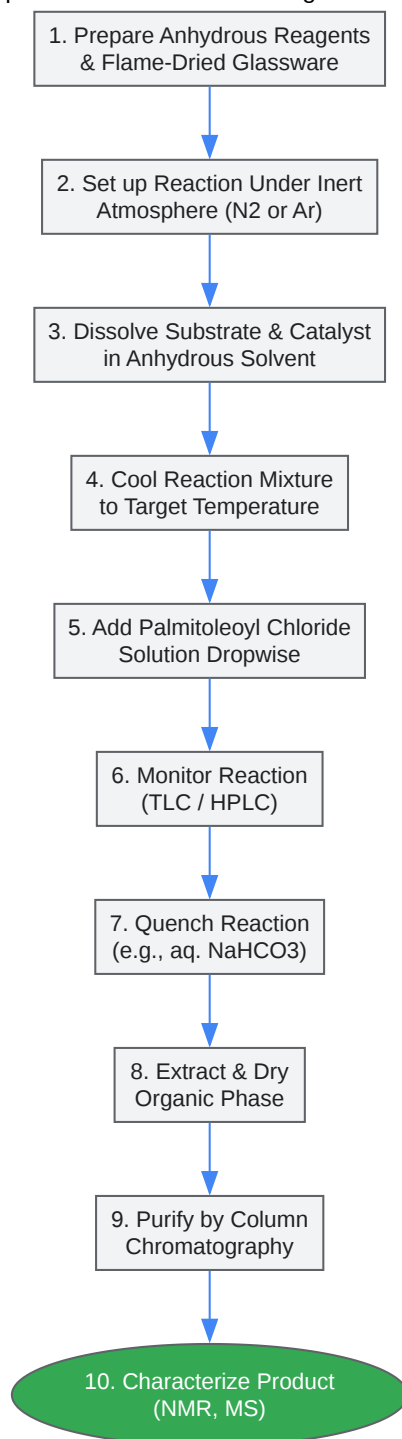 1. Prepare Anhydrous Reagents
& Flame-Dried Glassware
2. Set up Reaction Under Inert
Atmosphere (N2 or Ar)
3. Dissolve Substrate & Catalyst
in Anhydrous Solvent
4. Cool Reaction Mixture
to Target Temperature
5. Add Palmitoleoyl Chloride
Solution Dropwise
6. Monitor Reaction
(TLC / HPLC)
7. Quench Reaction
(e.g., aq. NaHCO3)
8. Extract & Dry
Organic Phase
9. Purify by Column
Chromatography
10. Characterize Product
(NMR, MS)